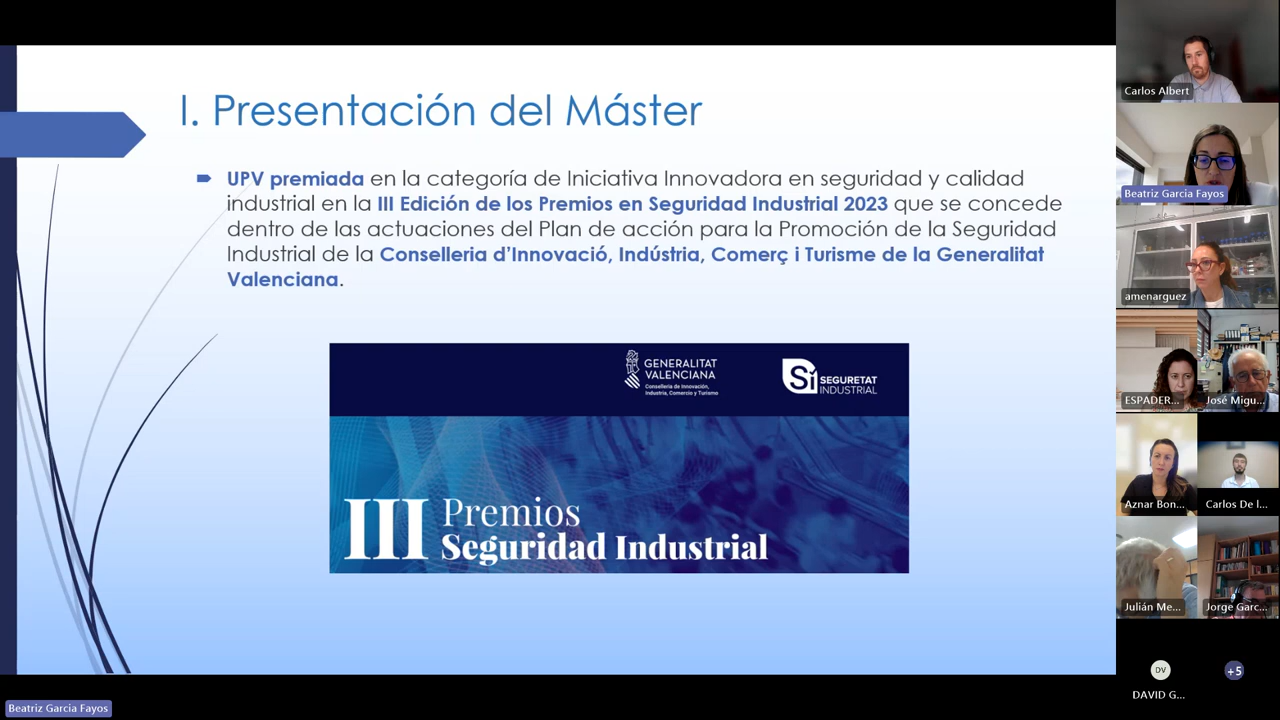 I. Presentación del Máster
UPV premiada en la categoría de Iniciativa Innovadora en seguridad y calidad
industrial en la III Edición de los Premios en Seguridad Industrial 2023 que se concede
dentro de las actuaciones del Plan de acción para la Promoción de la Seguridad
Industrial de la Conselleria d’Innovació, Indústria, Comerç i Turisme de la Generalitat
Valenciana.
GENERALITAT
VALENCIANA
Conselleria de Innovación,
Industria, Comercio y Turismo
Si SEGURETAT
INDUSTRIAL
III Premios
Seguridad Industrial
Carlos Albert
Beatriz Garcia Fayos
amenarguez
ESPADER...
José Migu...
Aznar Bon...
Carlos De l...
Julián Me...
Jorge Garc...
DV
+5
DAVID G...
Beatriz Garcia Fayos